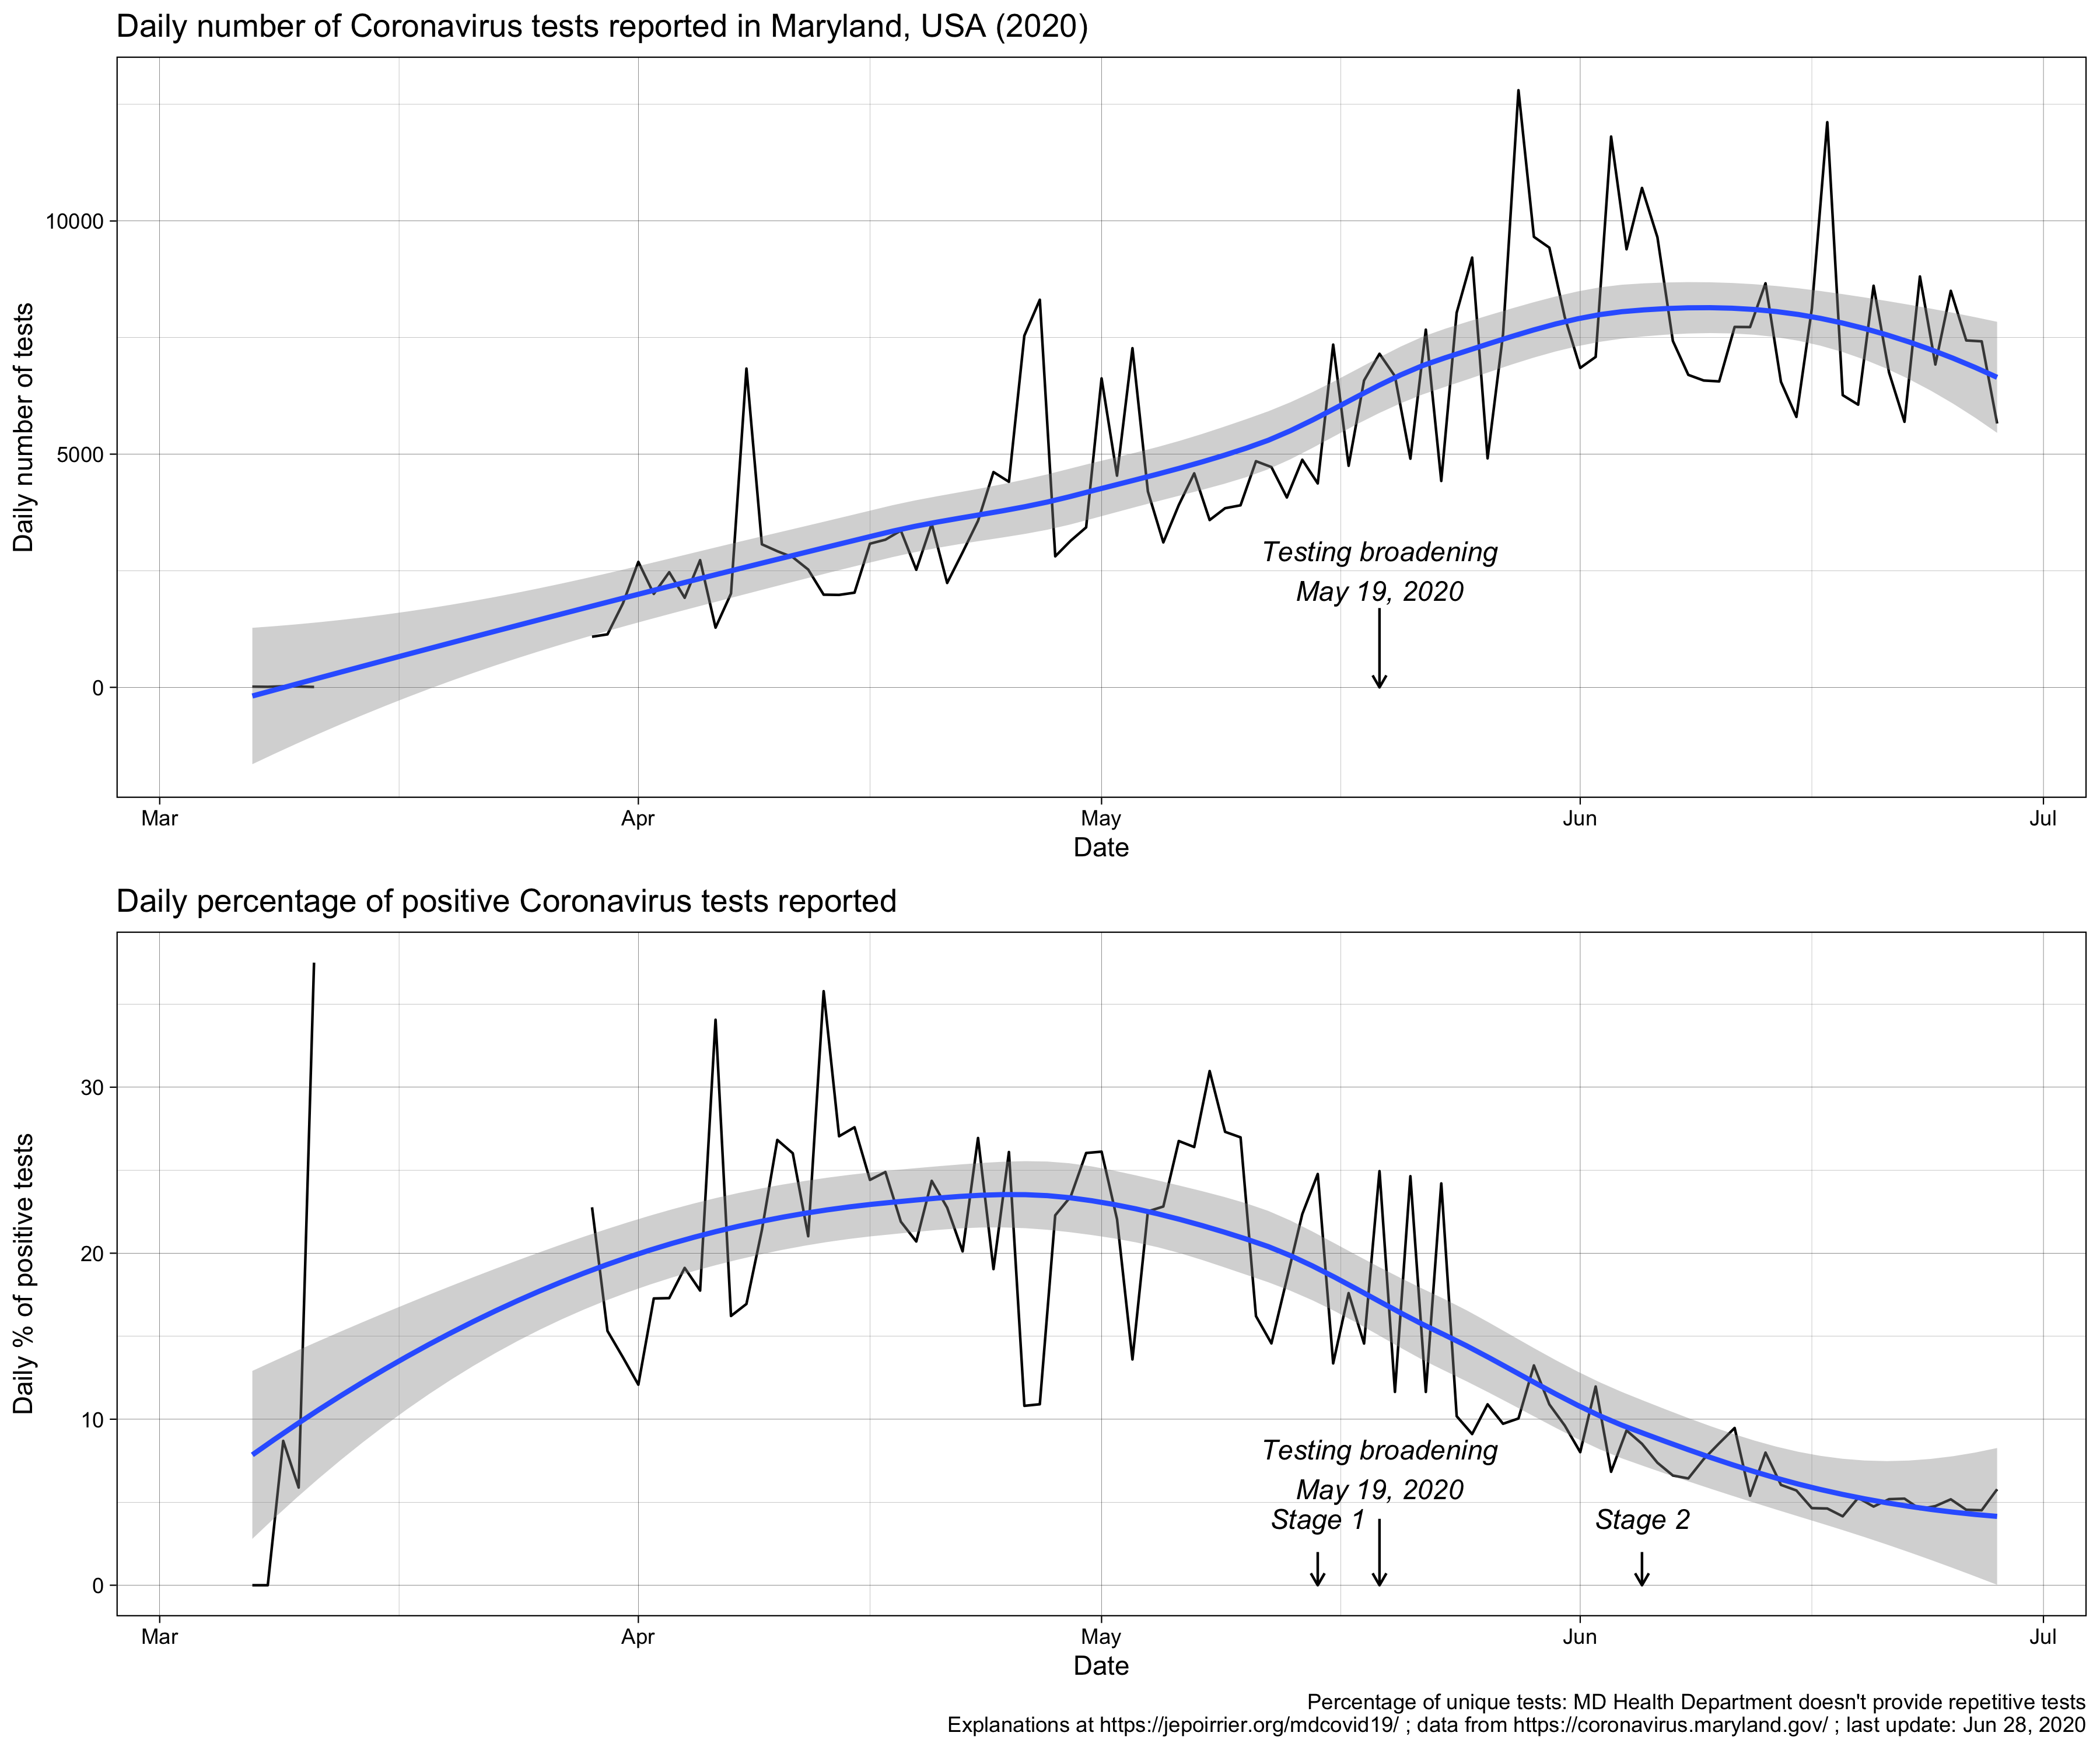 Daily number of Coronavirus tests reported in Maryland, USA (2020)
Daily number of tests
10000
5000
0
Testing broadening
May 19, 2020
Mar
Apr
May
Jun
Jul
Date
Daily percentage of positive Coronavirus tests reported
Daily % of positive tests
30
20
10
0
Testing broadening
May 19, 2020
Stage 1
Stage 2
Mar
Apr
May
Jun
Jul
Date
Percentage of unique tests: MD Health Department doesn't provide repetitive tests
Explanations at https://jepoirrier.org/mdcovid19/ ; data from https://coronavirus.maryland.gov/ ; last update: Jun 28, 2020